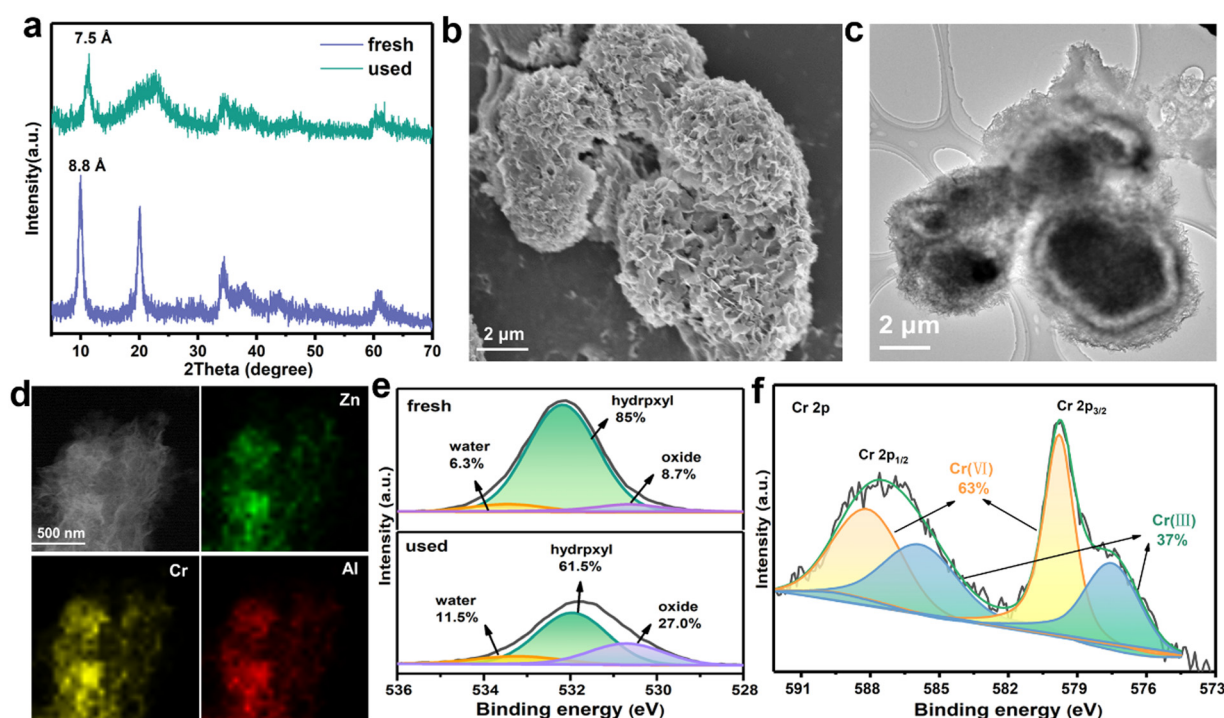 a
7.5 Å
fresh
used
8.8 Å
Intensity(a.u.)
10 20 30 40 50 60 70
2Theta (degree)
b
2 μm
c
2 μm
d
Zn
500 nm
Cr
Al
e
fresh
hydrpxyl
85%
water
6.3%
oxide
8.7%
used
hydrpxyl
61.5%
water
11.5%
oxide
27.0%
Intensity (a.u.)
536 534 532 530 528
Binding energy (eV)
f
Cr 2p
Cr 2p3/2
Cr 2p1/2
Cr(Ⅵ)
63%
Cr(Ⅲ)
37%
Intensity (a.u.)
591 588 585 582 579 576 573
Binding energy (eV)